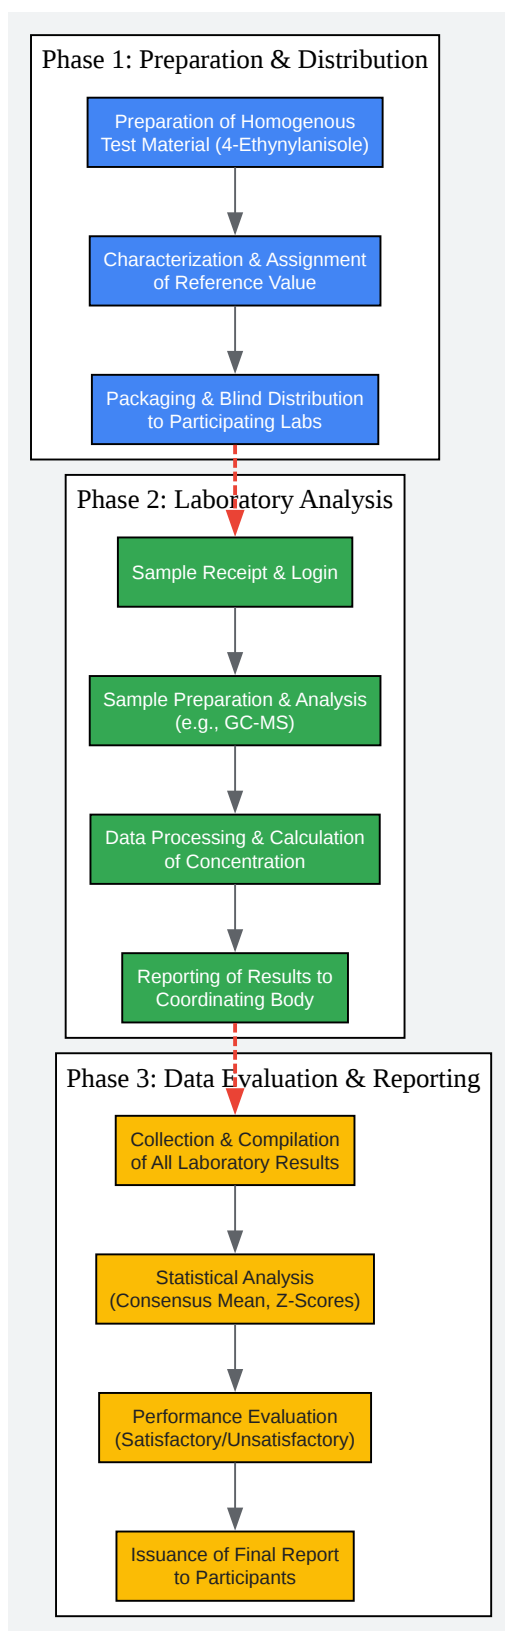 Phase 1: Preparation & Distribution
Preparation of Homogenous
Test Material (4-Ethynylanisole)
Characterization & Assignment
of Reference Value
Packaging & Blind Distribution
to Participating Labs
Phase 2: Laboratory Analysis
Sample Receipt & Login
Sample Preparation & Analysis
(e.g., GC-MS)
Data Processing & Calculation
of Concentration
Reporting of Results to
Coordinating Body
Phase 3: Data Evaluation & Reporting
Collection & Compilation
of All Laboratory Results
Statistical Analysis
(Consensus Mean, Z-Scores)
Performance Evaluation
(Satisfactory/Unsatisfactory)
Issuance of Final Report
to Participants